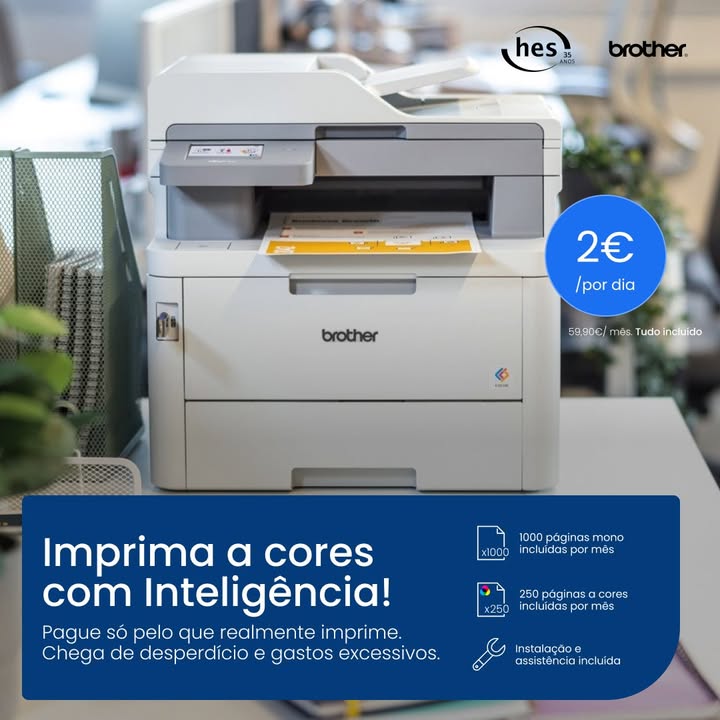 hes
35
ANOS
brother
2€
/por dia
59,90€/ mês. Tudo incluído
brother
COLOR
Imprima a cores
com Inteligência!
Pague só pelo que realmente imprime.
Chega de desperdício e gastos excessivos.
x1000
1000 páginas mono
incluídas por mês
x250
250 páginas a cores
incluídas por mês
Instalação e
assistência incluída